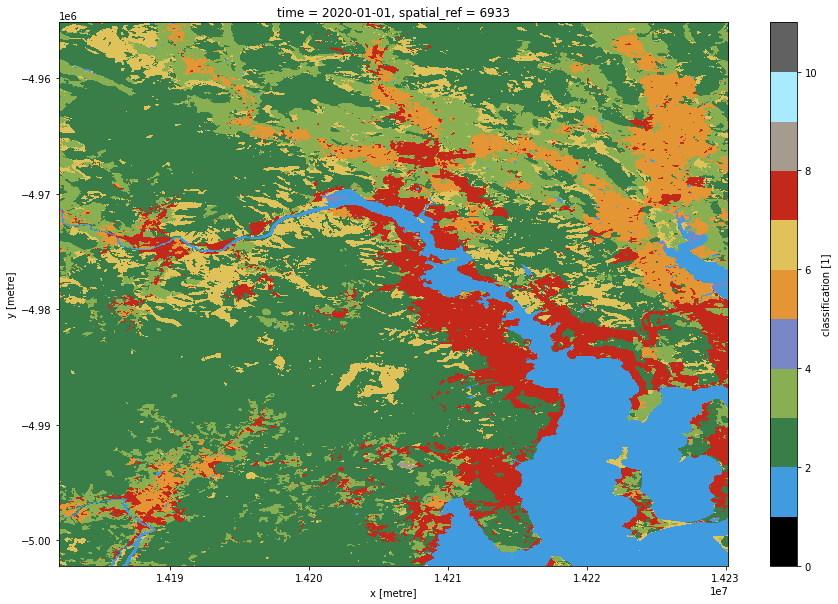 time = 2020-01-01, spatial_ref = 6933
1e6
−4.96
−4.97
−4.98
−4.99
−5.00
y [metre]
1.419
1.420
1.421
1.422
1.423
1e7
x [metre]
10
8
6
4
2
0
classification [1]